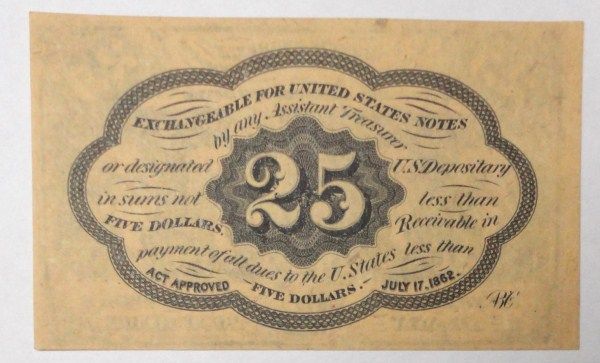 EXCHANGEABLE FOR UNITED STATES NOTES
by any Assistant Treasurer
or designated U.S. Depositary
in sums not less than
FIVE DOLLARS. Receivable in
payment of all dues to the U. States less than
FIVE DOLLARS.
25
ACT APPROVED JULY 17. 1862.